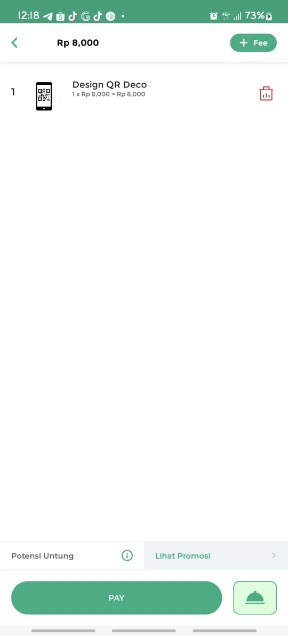 12:18
73%
Rp 8,000
+ Fee
1
Design QR Deco
1 x Rp 8,000 = Rp 8,000
Potensi Untung
Lihat Promosi
PAY